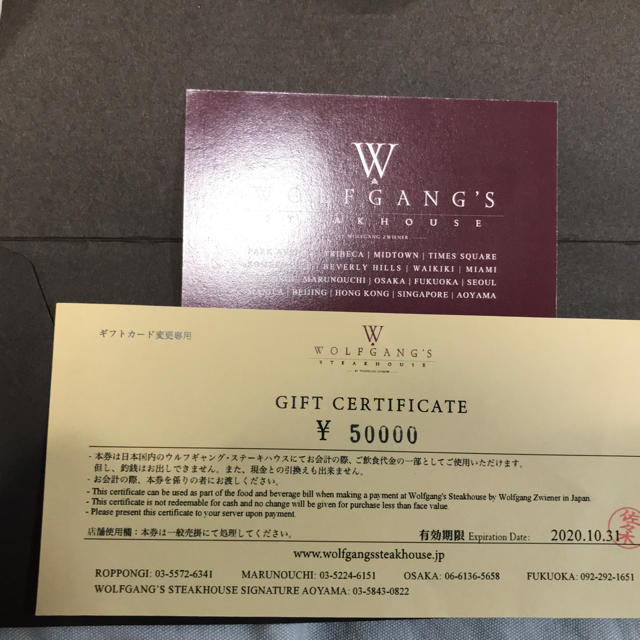 W
WOLFGANG'S
STEAKHOUSE
BY WOLFGANG ZWIENER
TRIBECA | MIDTOWN | TIMES SQUARE
BEVERLY HILLS | WAIKIKI | MIAMI
MARUNOUCHI | OSAKA | FUKUOKA | SEOUL
MANILA | BEIJING | HONG KONG | SINGAPORE | AOYAMA
ギフトカード変更専用
W
WOLFGANG'S
STEAKHOUSE
BY WOLFGANG ZWIENER
GIFT CERTIFICATE
¥ 50000
- 本券は日本国内のウルフギャング・ステーキハウスにてお会計の際、ご飲食代金の一部としてご使用いただけます。
但し、釣銭はお出しできません。また、現金との引換えも出来ません。
- お会計の際、本券を係りの者にお渡しください。
- This certificate can be used as part of the food and beverage bill when making a payment at Wolfgang's Steakhouse by Wolfgang Zwiener in Japan.
- This certificate is not redeemable for cash and no change will be given for purchase less than face value.
- Please present this certificate to your server upon payment.
店舗使用欄：本券は一般売掛にて処理してください。
有効期限 Expiration Date: 2020.10.31
佐々木
www.wolfgangssteakhouse.jp
ROPPONGI: 03-5572-6341 MARUNOUCHI: 03-5224-6151 OSAKA: 06-6136-5658 FUKUOKA: 092-292-1651
WOLFGANG'S STEAKHOUSE SIGNATURE AOYAMA: 03-5843-0822